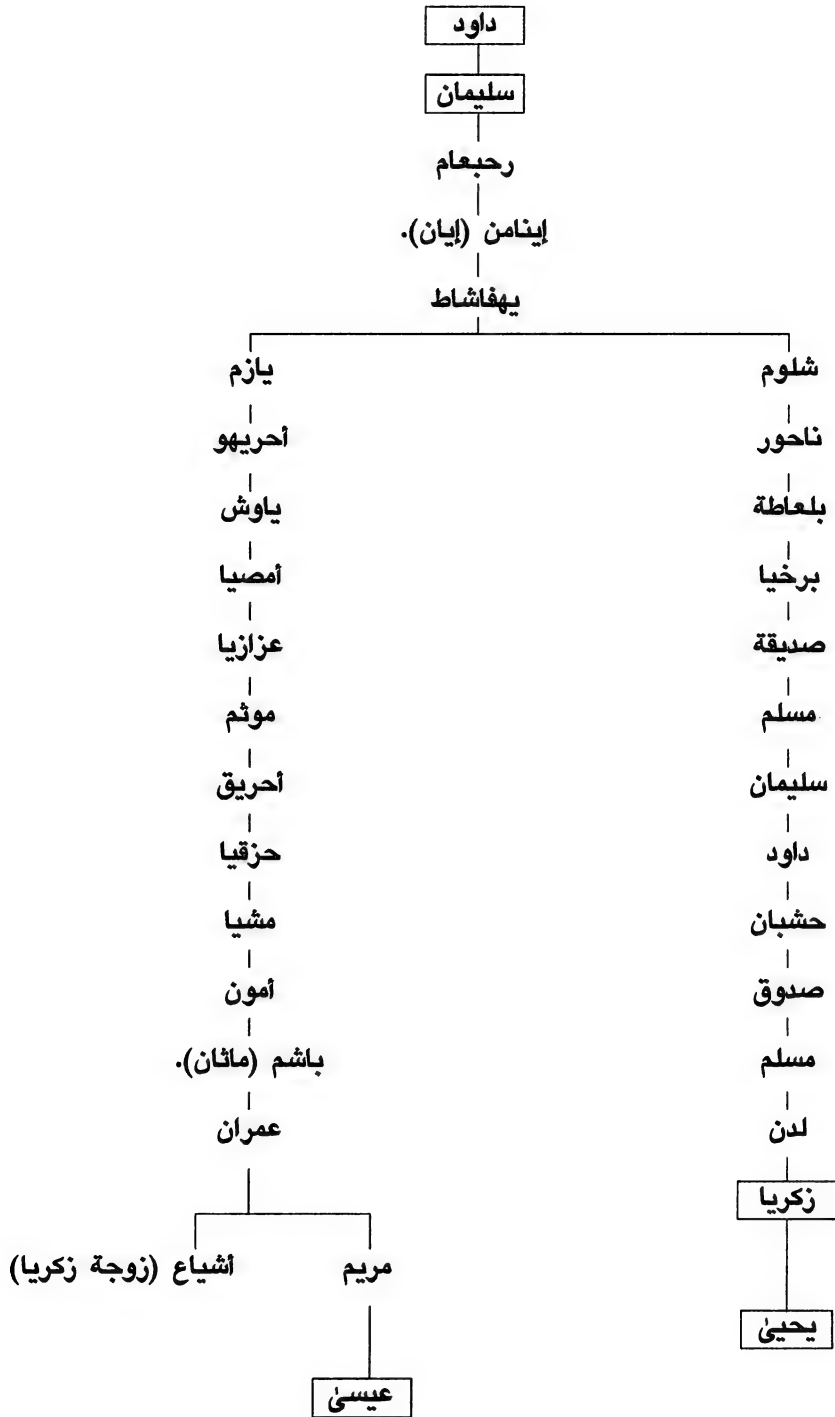 داود
سليمان
رحبعام
إينامن (إيان).
يهفاشاط
شلوم يازم
ناحور أحريهو
بلعاطة ياوش
برخيا أمصيا
صديقة عزازيا
مسلم موثم
سليمان أحريق
داود حزقيا
حشبان مشيا
صدوق أمون
مسلم باشم (ماثان).
لدن عمران
زكريا
مريم أشياع (زوجة زكريا)
يحيىٰ
عيسىٰ